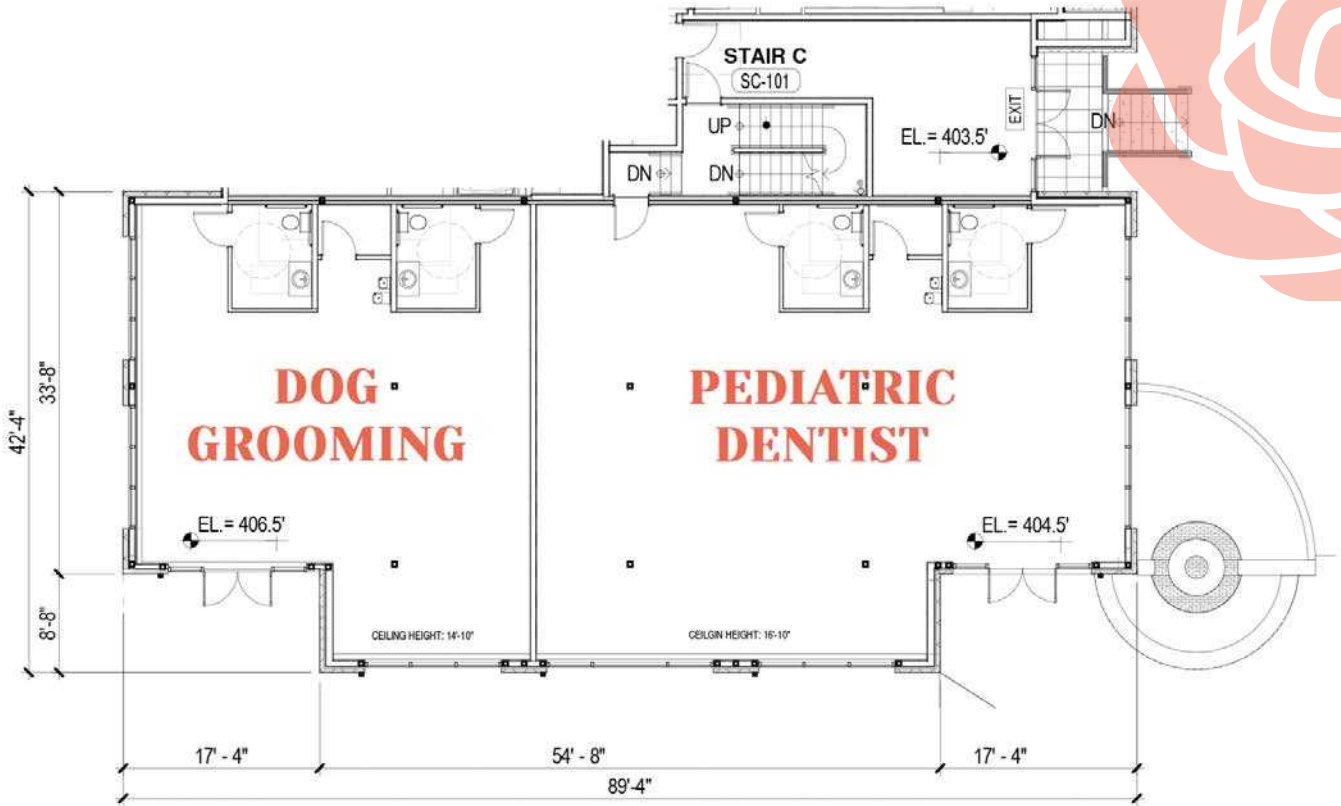 STAIR C
SC-101
UP
EXIT
DN
EL.= 403.5'
DN
DN
DOG
GROOMING
PEDIATRIC
DENTIST
42'-4"
33'-8"
8'-8"
EL.= 406.5'
EL.= 404.5'
CEILING HEIGHT: 14'-10"
CEILGIN HEIGHT: 16'-10"
17' - 4"
54' - 8"
17' - 4"
89'-4"